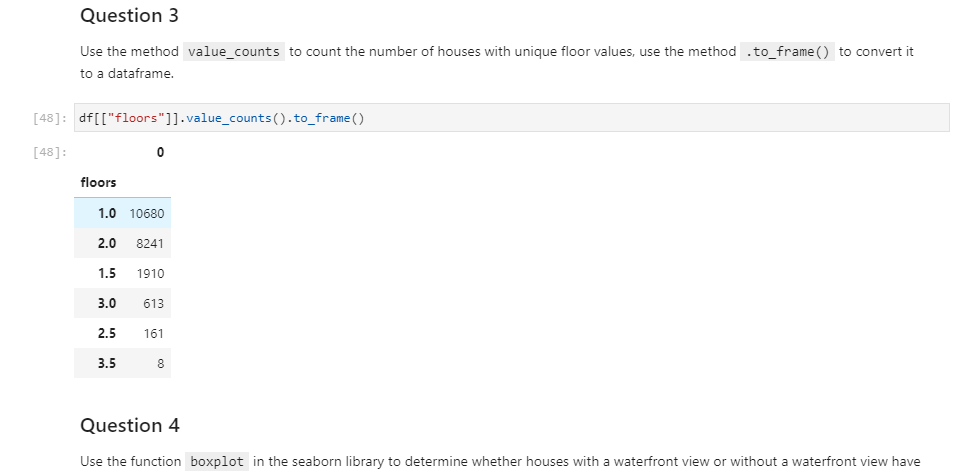 Question 3
Use the method value_counts to count the number of houses with unique floor values, use the method .to_frame() to convert it
to a dataframe.
[48]: df[["floors"]].value_counts().to_frame()
[48]: 0
floors
1.0 10680
2.0 8241
1.5 1910
3.0 613
2.5 161
3.5 8
Question 4
Use the function boxplot in the seaborn library to determine whether houses with a waterfront view or without a waterfront view have